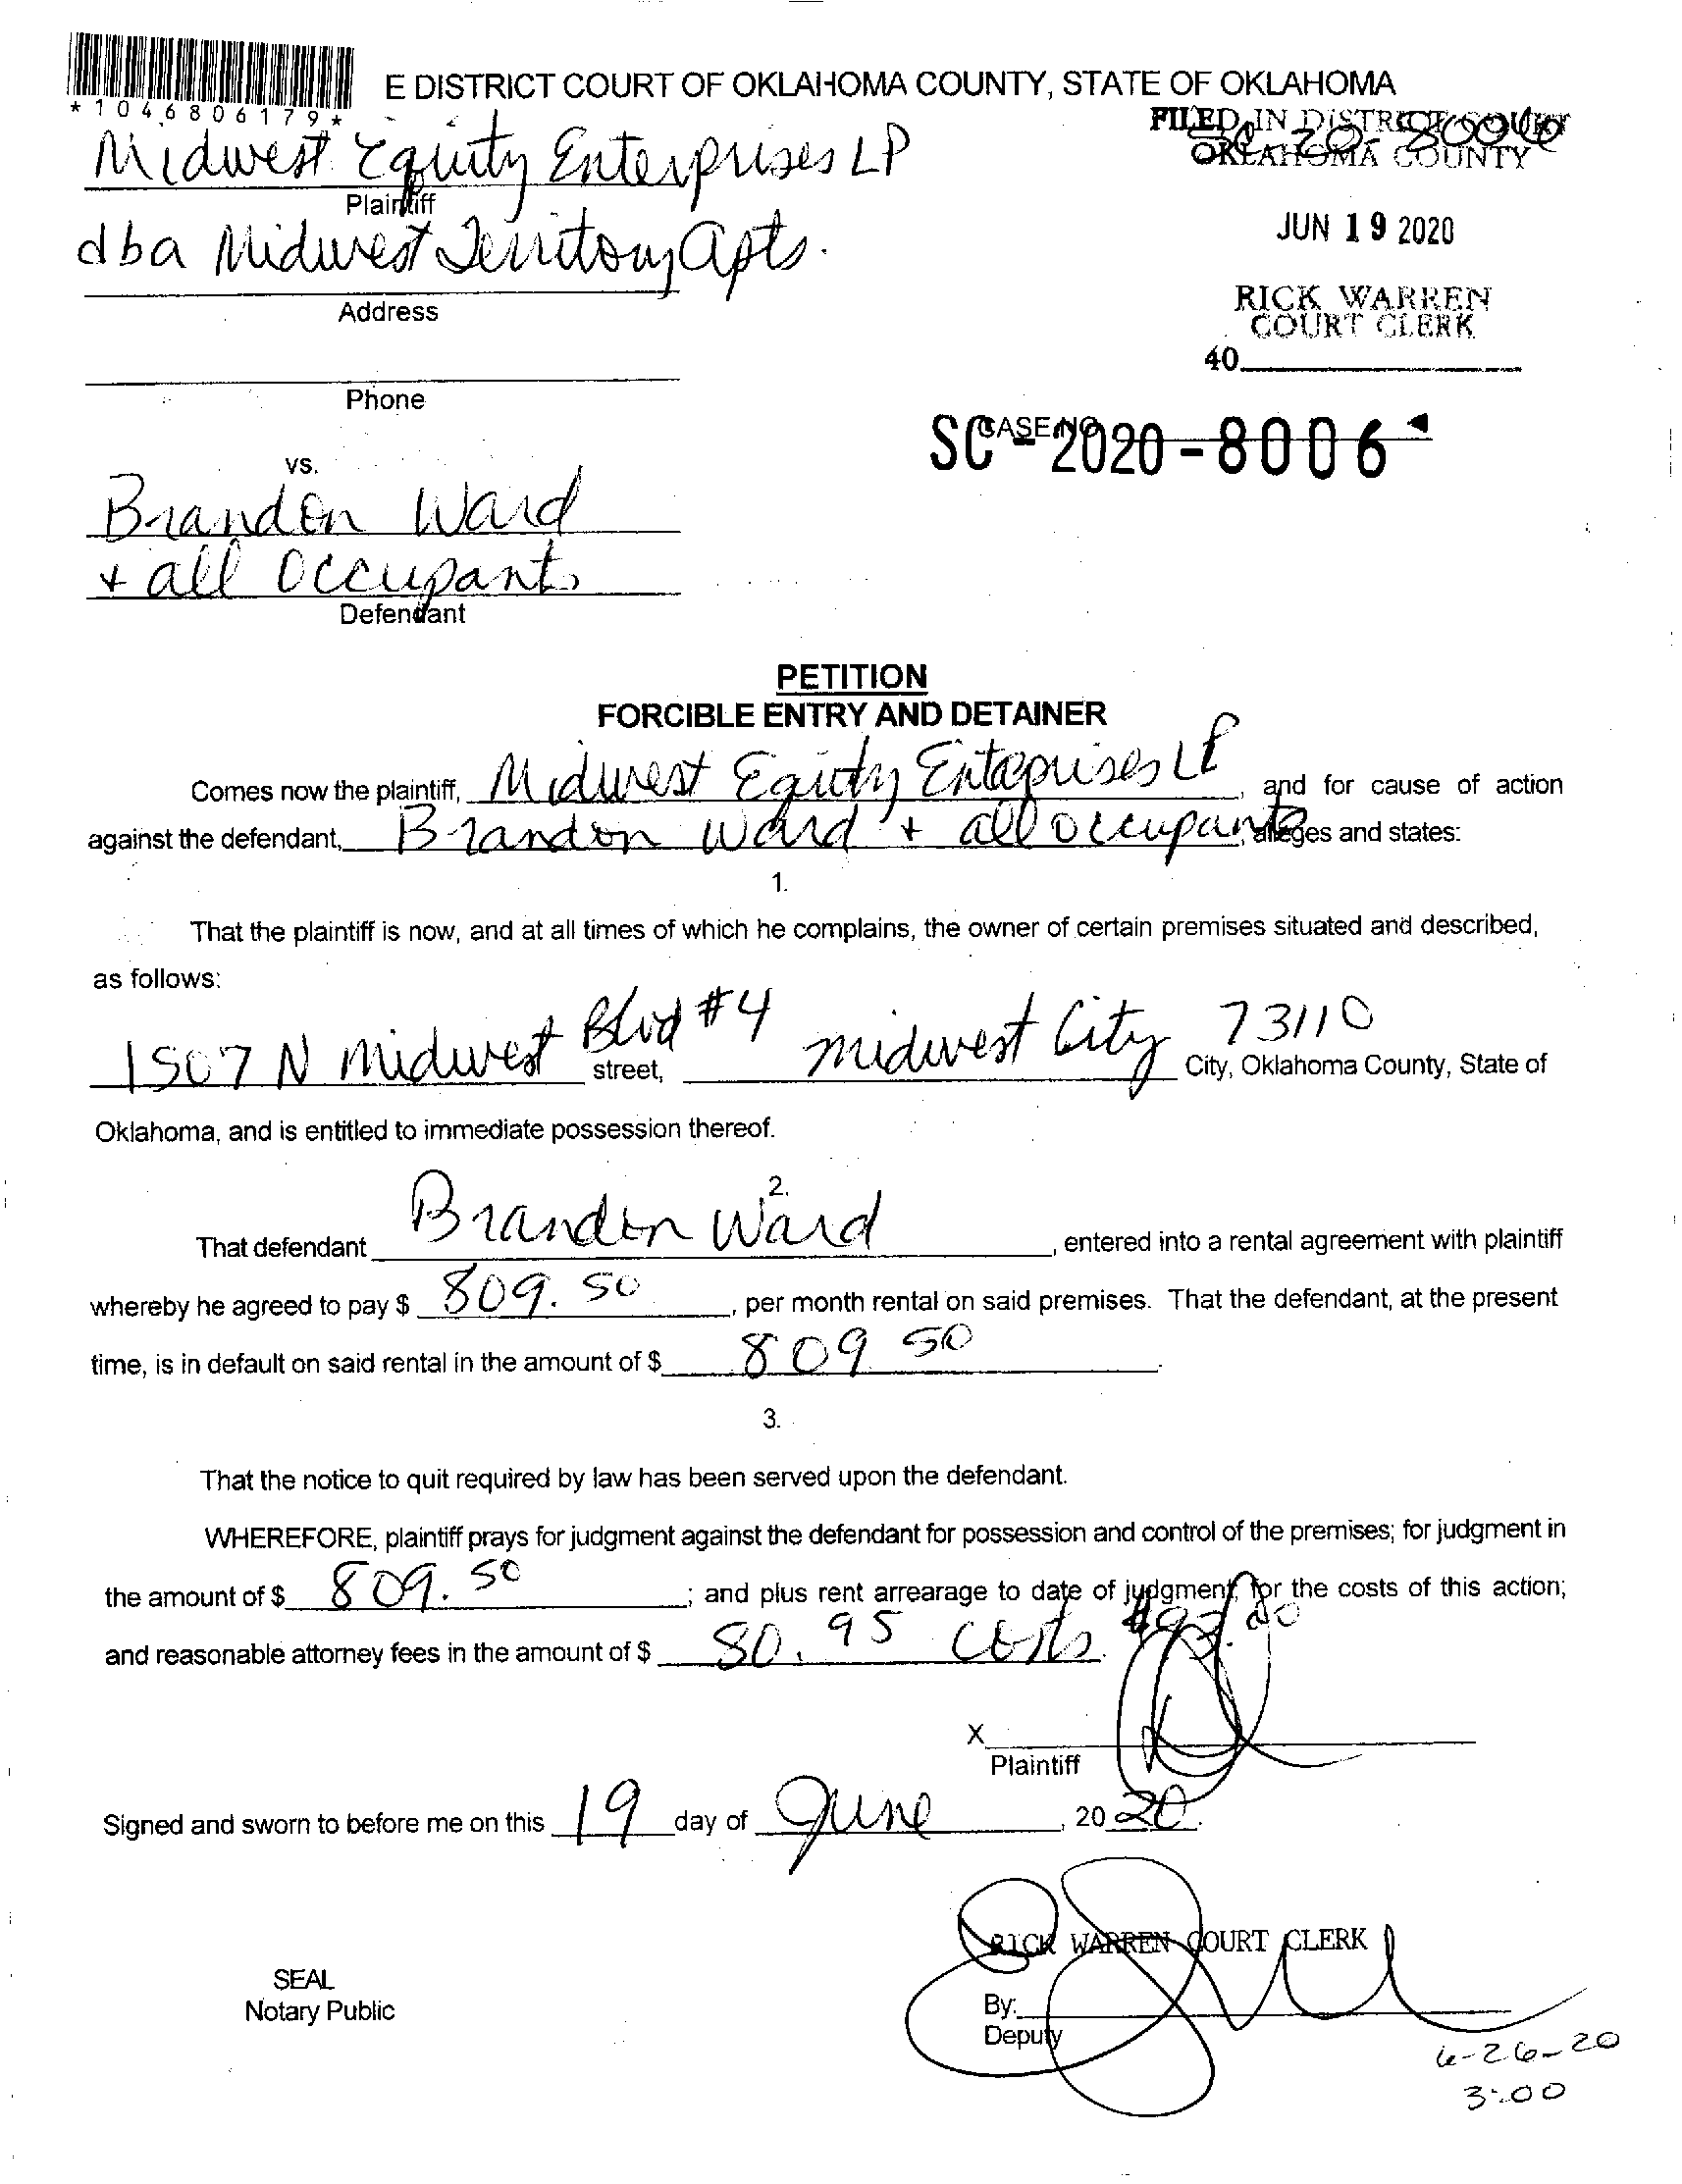 *1046806179*
E DISTRICT COURT OF OKLAHOMA COUNTY, STATE OF OKLAHOMA
FILED IN DISTRICT COURT
OKLAHOMA COUNTY
SC-20-8006
Midwest Equity Enterprises LP
Plaintiff
dba Midwest Territory Apts.
JUN 19 2020
Address
RICK WARREN
COURT CLERK
40
Phone
CASE NO.
SC-2020-8006
vs.
Brandon Ward
+ all Occupants
Defendant
PETITION
FORCIBLE ENTRY AND DETAINER
Comes now the plaintiff, Midwest Equity Enterprises LP, and for cause of action
against the defendant, Brandon Ward + all occupants, alleges and states:
1.
That the plaintiff is now, and at all times of which he complains, the owner of certain premises situated and described,
as follows:
1507 N Midwest Blvd #4 street, Midwest City 73110 City, Oklahoma County, State of
Oklahoma, and is entitled to immediate possession thereof.
2.
That defendant Brandon Ward, entered into a rental agreement with plaintiff
whereby he agreed to pay $ 809.50, per month rental on said premises. That the defendant, at the present
time, is in default on said rental in the amount of $ 809 50.
3.
That the notice to quit required by law has been served upon the defendant.
WHEREFORE, plaintiff prays for judgment against the defendant for possession and control of the premises; for judgment in
the amount of $ 809.50; and plus rent arrearage to date of judgment, for the costs of this action;
and reasonable attorney fees in the amount of $ 80.95 costs
X
Plaintiff
Signed and sworn to before me on this 19 day of June, 20 20.
RICK WARREN COURT CLERK
SEAL
Notary Public
By:
Deputy
6-26-20
3:00